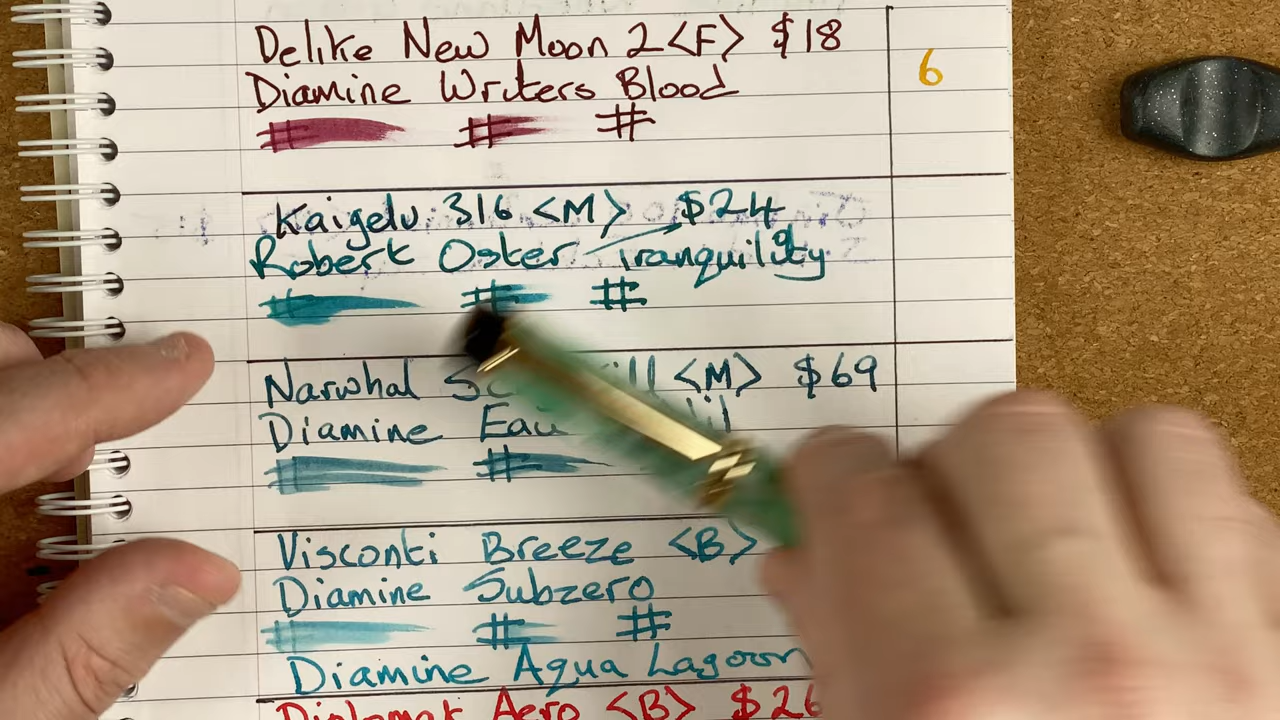 Delike New Moon 2 <F> $18
6
Diamine Writers Blood
# # #
Kaigelu 316 <M> $24
Robert Oster Tranquility
# # #
Narwhal <M> $69
Diamine Eau
# #
Visconti Breeze <B>
Diamine Subzero
# # #
Diamine Aqua Lagoon
Diplomat Aero <B> $26